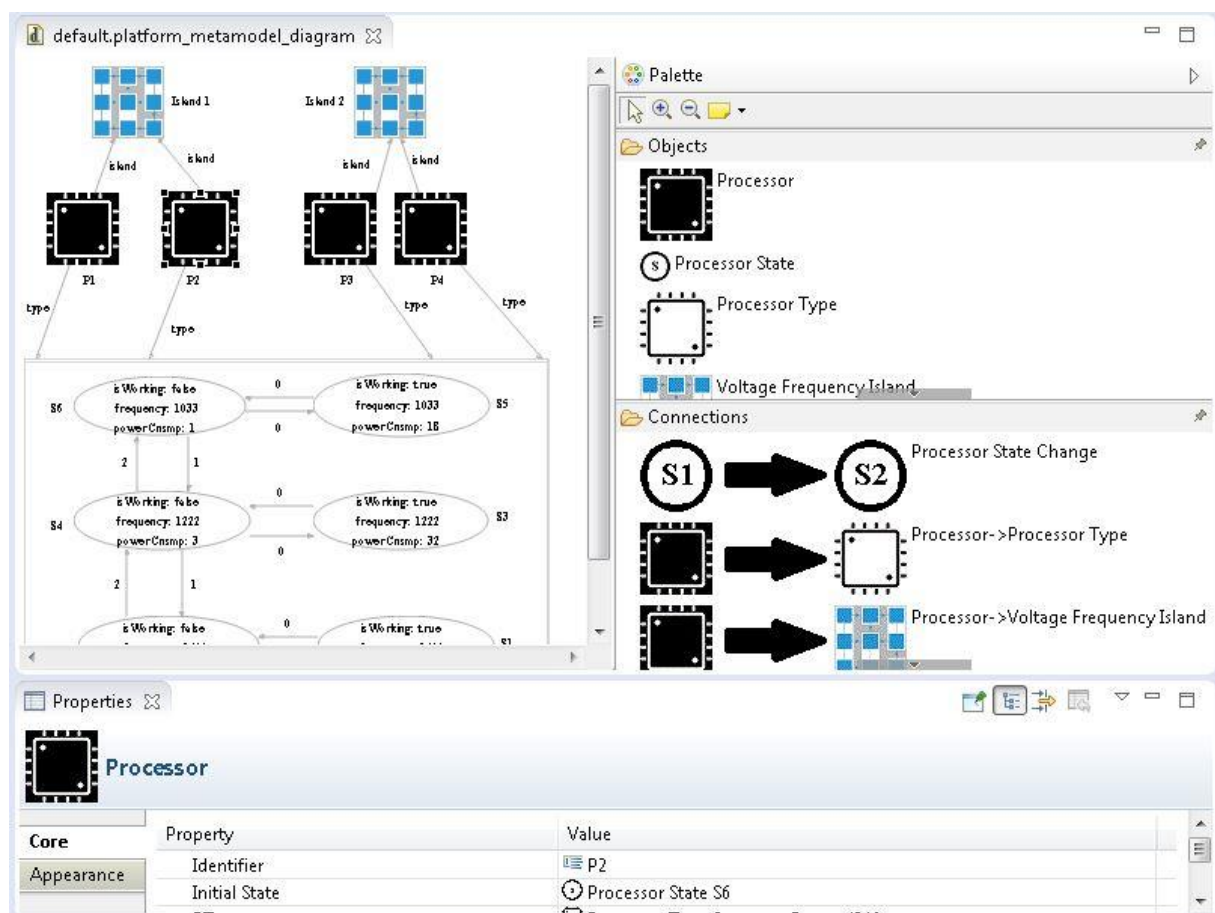 default.platform_metamodel_diagram
Island 1
Island 2
island
island
island
island
P1
P2
P3
P4
type
type
type
type
S6
isWorking: false
frequency: 1033
powerCnsmp: 1
0
0
isWorking: true
frequency: 1033
powerCnsmp: 18
S5
2
1
S4
isWorking: false
frequency: 1222
powerCnsmp: 3
0
0
isWorking: true
frequency: 1222
powerCnsmp: 32
S3
2
1
isWorking: false
0
isWorking: true
S1
Palette
Objects
Processor
S
Processor State
Processor Type
Voltage Frequency Island
Connections
S1
S2
Processor State Change
Processor->Processor Type
Processor->Voltage Frequency Island
Properties
Processor
Core
Appearance
Property Value
Identifier P2
Initial State Processor State S6